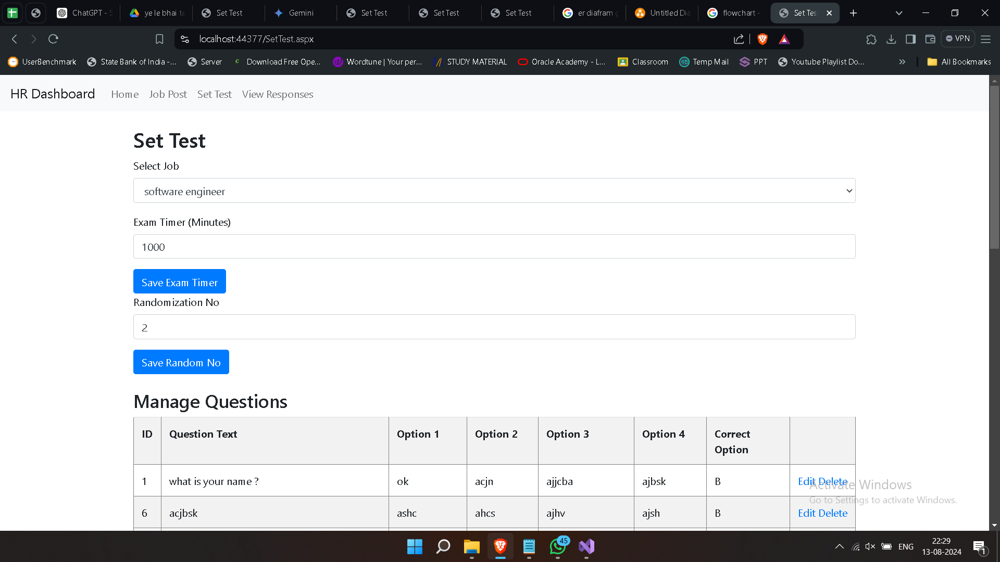 ChatGPT - S
ye le bhai te
Set Test
Gemini
Set Test
Set Test
Set Test
er diafram g
Untitled Dia
flowchart -
Set Tes
localhost:44377/SetTest.aspx
VPN
UserBenchmark
State Bank of India -...
Server
Download Free Ope...
Wordtune | Your per...
STUDY MATERIAL
Oracle Academy - L...
Classroom
Temp Mail
PPT
Youtube Playlist Do...
All Bookmarks
HR Dashboard Home Job Post Set Test View Responses
Set Test
Select Job
software engineer
Exam Timer (Minutes)
1000
Save Exam Timer
Randomization No
2
Save Random No
Manage Questions
ID Question Text Option 1 Option 2 Option 3 Option 4 Correct Option
1 what is your name ? ok acjn ajjcba ajbsk B Edit Delete
6 acjbsk ashc ahcs ajhv ajsh B Edit Delete
Activate Windows
Go to Settings to activate Windows.
45
ENG
22:29
13-08-2024
1